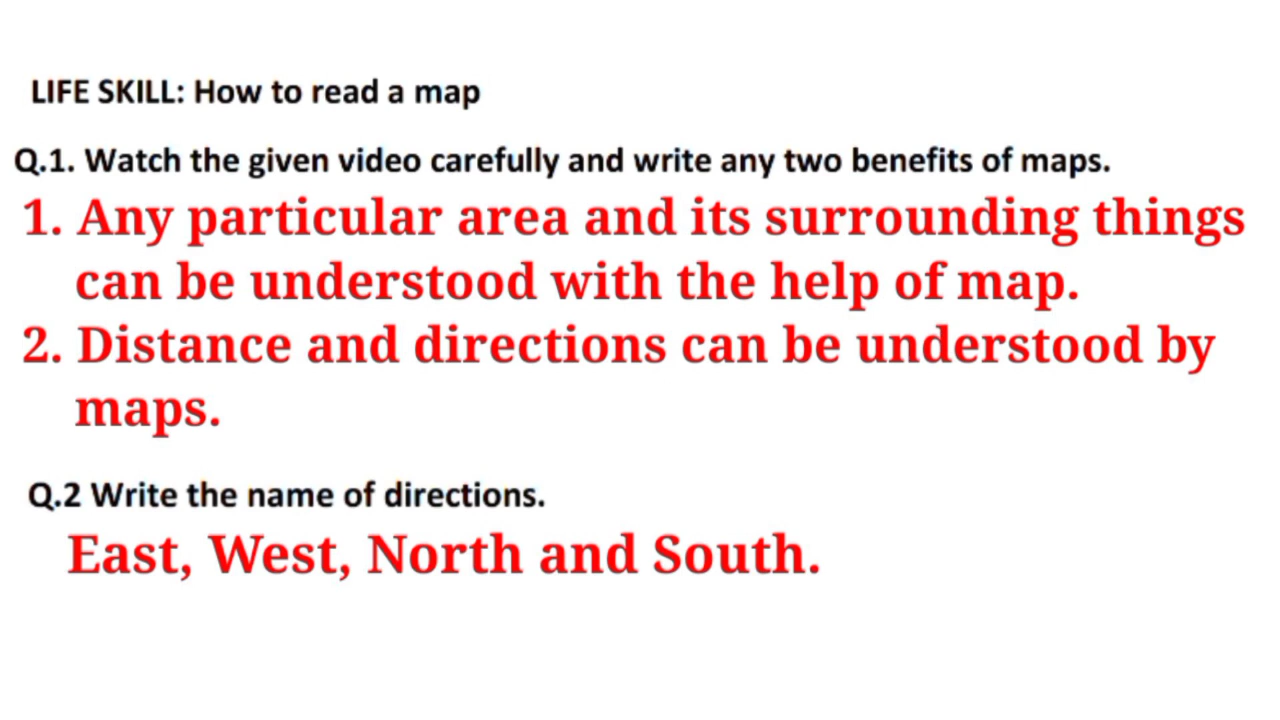 LIFE SKILL: How to read a map
Q.1. Watch the given video carefully and write any two benefits of maps.
1. Any particular area and its surrounding things
can be understood with the help of map.
2. Distance and directions can be understood by
maps.
Q.2 Write the name of directions.
East, West, North and South.